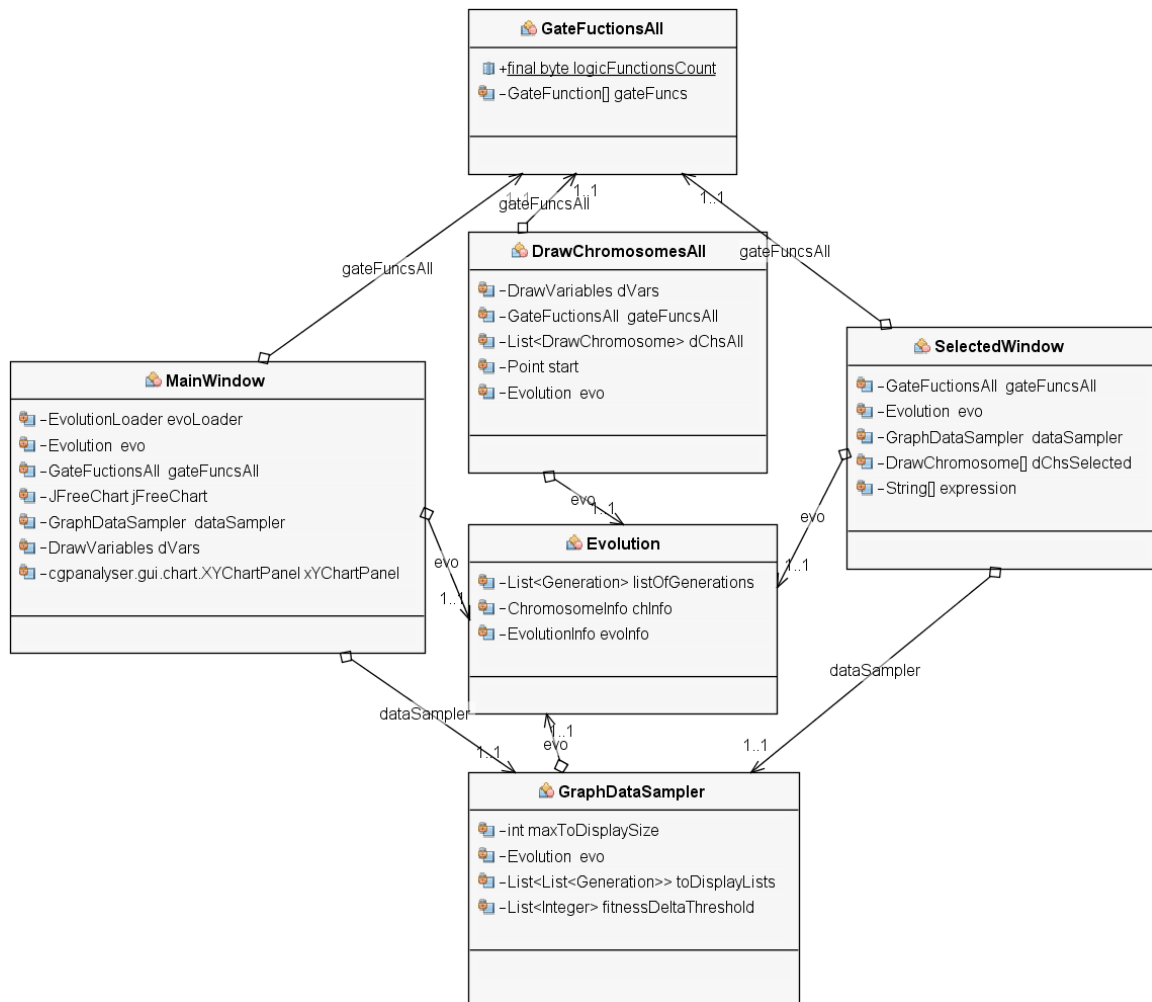 GateFuctionsAll
+final byte logicFunctionsCount
-GateFunction[] gateFuncs
1..1
1..1
1..1
gateFuncsAll
gateFuncsAll
gateFuncsAll
DrawChromosomesAll
-DrawVariables dVars
-GateFuctionsAll gateFuncsAll
-List<DrawChromosome> dChsAll
-Point start
-Evolution evo
MainWindow
-EvolutionLoader evoLoader
-Evolution evo
-GateFuctionsAll gateFuncsAll
-JFreeChart jFreeChart
-GraphDataSampler dataSampler
-DrawVariables dVars
-cgpanalyser.gui.chart.XYChartPanel xYChartPanel
SelectedWindow
-GateFuctionsAll gateFuncsAll
-Evolution evo
-GraphDataSampler dataSampler
-DrawChromosome[] dChsSelected
-String[] expression
evo
1..1
evo
1..1
evo
1..1
Evolution
-List<Generation> listOfGenerations
-ChromosomeInfo chInfo
-EvolutionInfo evoInfo
dataSampler
1..1
dataSampler
1..1
1..1
evo
GraphDataSampler
-int maxToDisplaySize
-Evolution evo
-List<List<Generation>> toDisplayLists
-List<Integer> fitnessDeltaThreshold